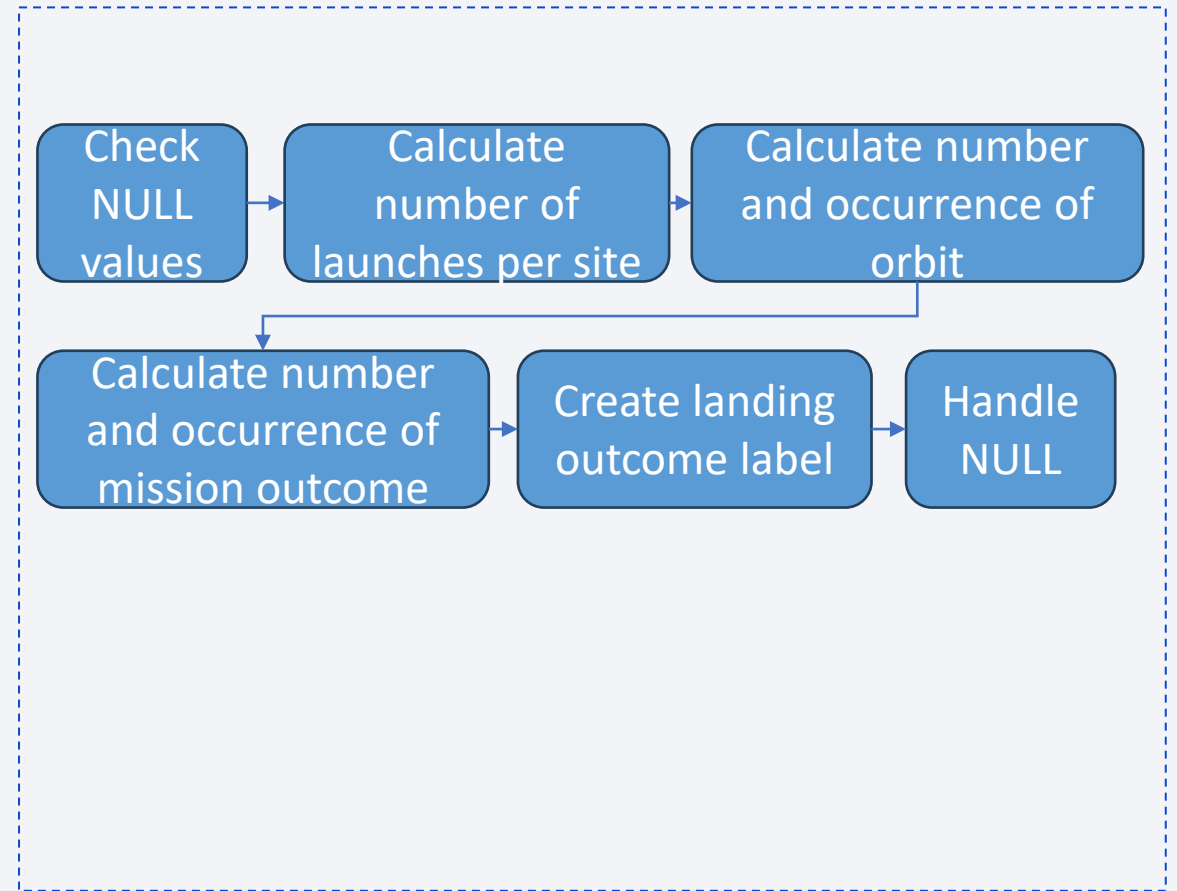 Check
NULL
values
Calculate
number of
launches per site
Calculate number
and occurrence of
orbit
Calculate number
and occurrence of
mission outcome
Create landing
outcome label
Handle
NULL